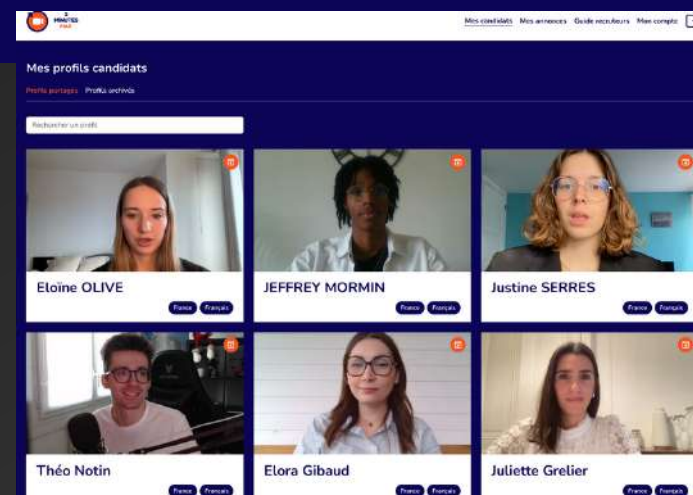 2
MINUTES
Mes candidats Mes annonces Guide recruteurs Mon compte
Mes profils candidats
Profils partagés Profils archivés
Rechercher un profil
Eloïne OLIVE
JEFFREY MORMIN
Justine SERRES
France Français
France Français
France Français
Théo Notin
Elora Gibaud
Juliette Grelier
France Français
France Français
France Français